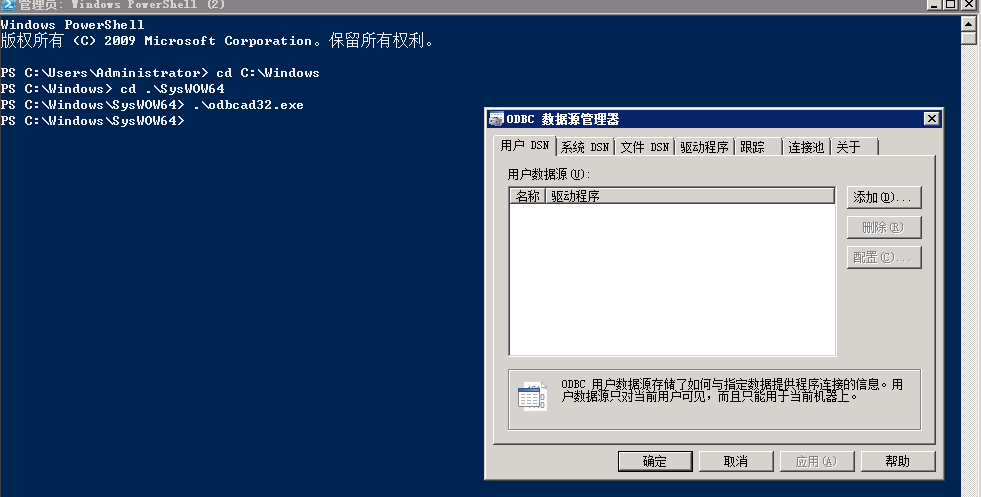 管理员: Windows PowerShell (2)
Windows PowerShell
版权所有 (C) 2009 Microsoft Corporation。保留所有权利。
PS C:\Users\Administrator> cd C:\Windows
PS C:\Windows> cd .\SysWOW64
PS C:\Windows\SysWOW64> .\odbcad32.exe
PS C:\Windows\SysWOW64>
ODBC 数据源管理器
用户 DSN 系统 DSN 文件 DSN 驱动程序 跟踪 连接池 关于
用户数据源(U):
名称 驱动程序
添加(D)...
删除(R)
配置(C)...
ODBC 用户数据源存储了如何与指定数据提供程序连接的信息。用
户数据源只对当前用户可见，而且只能用于当前机器上。
确定 取消 应用(A) 帮助